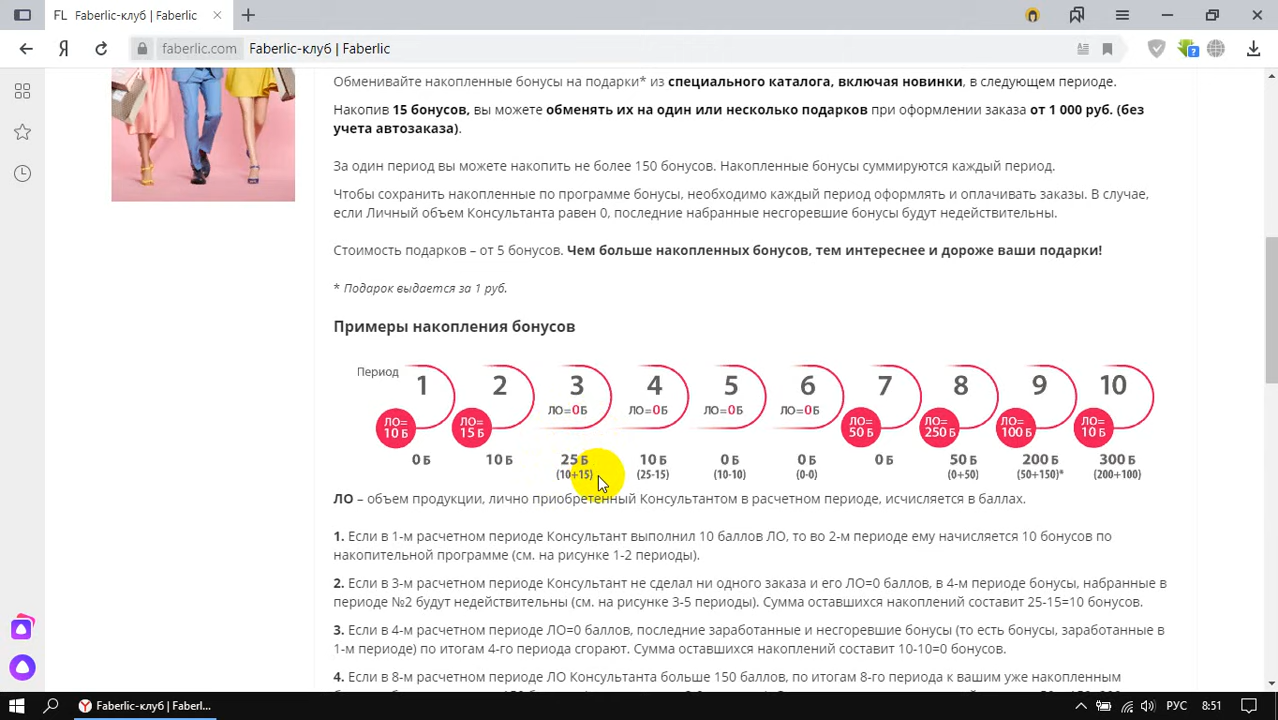 FL Faberlic-клуб | Faberlic
faberlic.com Faberlic-клуб | Faberlic
Обменивайте накопленные бонусы на подарки* из специального каталога, включая новинки, в следующем периоде.
Накопив 15 бонусов, вы можете обменять их на один или несколько подарков при оформлении заказа от 1 000 руб. (без
учета автозаказа).
За один период вы можете накопить не более 150 бонусов. Накопленные бонусы суммируются каждый период.
Чтобы сохранить накопленные по программе бонусы, необходимо каждый период оформлять и оплачивать заказы. В случае,
если Личный объем Консультанта равен 0, последние набранные несгоревшие бонусы будут недействительны.
Стоимость подарков – от 5 бонусов. Чем больше накопленных бонусов, тем интереснее и дороже ваши подарки!
* Подарок выдается за 1 руб.
Примеры накопления бонусов
Период 1 2 3 4 5 6 7 8 9 10
ЛО=0Б ЛО=0Б ЛО=0Б ЛО=0Б
ЛО= ЛО= ЛО= ЛО= ЛО= ЛО=
10 Б 15 Б 50 Б 250 Б 100 Б 10 Б
0 Б 10 Б 25 Б 10 Б 0 Б 0 Б 0 Б 50 Б 200 Б 300 Б
(10+15) (25-15) (10-10) (0-0) (0+50) (50+150)* (200+100)
ЛО – объем продукции, лично приобретенный Консультантом в расчетном периоде, исчисляется в баллах.
1. Если в 1-м расчетном периоде Консультант выполнил 10 баллов ЛО, то во 2-м периоде ему начисляется 10 бонусов по
накопительной программе (см. на рисунке 1-2 периоды).
2. Если в 3-м расчетном периоде Консультант не сделал ни одного заказа и его ЛО=0 баллов, в 4-м периоде бонусы, набранные в
периоде №2 будут недействительны (см. на рисунке 3-5 периоды). Сумма оставшихся накоплений составит 25-15=10 бонусов.
3. Если в 4-м расчетном периоде ЛО=0 баллов, последние заработанные и несгоревшие бонусы (то есть бонусы, заработанные в
1-м периоде) по итогам 4-го периода сгорают. Сумма оставшихся накоплений составит 10-10=0 бонусов.
4. Если в 8-м расчетном периоде ЛО Консультанта больше 150 баллов, по итогам 8-го периода к вашим уже накопленным
Faberlic-клуб | Faberl...
РУС 8:51